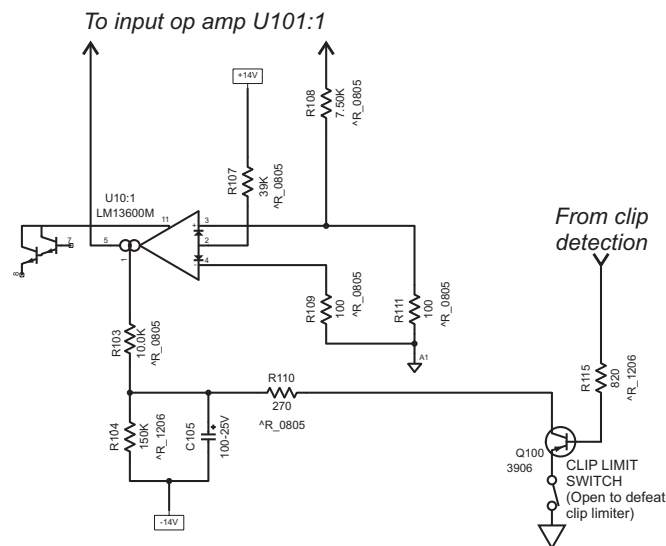 To input op amp U101:1
+14V
R108
7.50K
^R_0805
R107
39K
^R_0805
U10:1
LM13600M
11
3
+
5
2
7
-
4
1
8
From clip
detection
R109
100
^R_0805
R111
100
^R_0805
A1
R103
10.0K
^R_0805
R115
820
^R_1206
R110
270
^R_0805
R104
150K
^R_1206
C105
+
100-25V
Q100
3906
CLIP LIMIT
SWITCH
(Open to defeat
clip limiter)
-14V